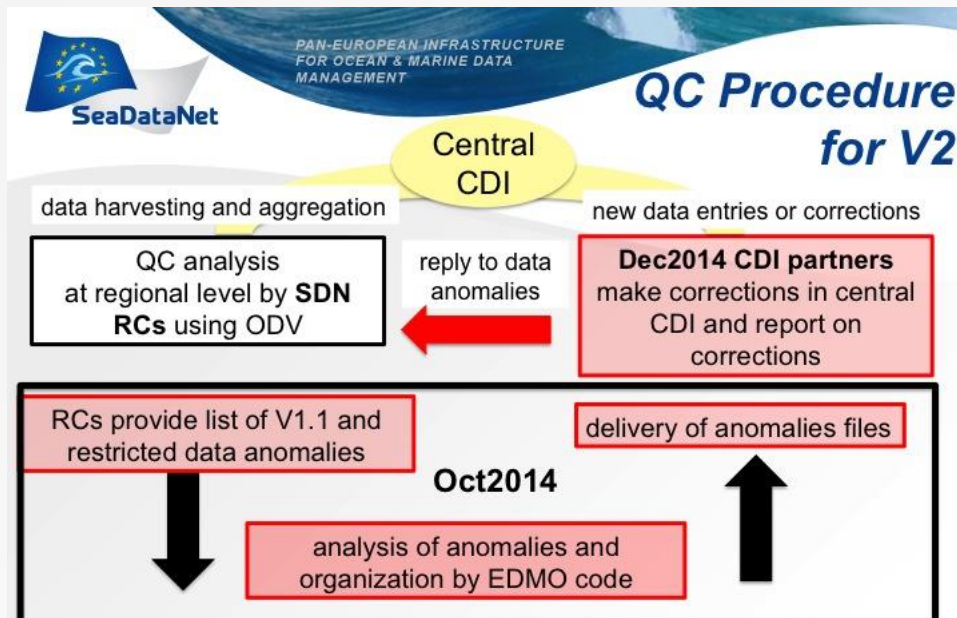 PAN-EUROPEAN INFRASTRUCTURE
FOR OCEAN & MARINE DATA
MANAGEMENT
SeaDataNet
QC Procedure
for V2
Central
CDI
data harvesting and aggregation
new data entries or corrections
QC analysis
at regional level by SDN
RCs using ODV
reply to data
anomalies
Dec2014 CDI partners
make corrections in central
CDI and report on
corrections
RCs provide list of V1.1 and
restricted data anomalies
delivery of anomalies files
Oct2014
analysis of anomalies and
organization by EDMO code